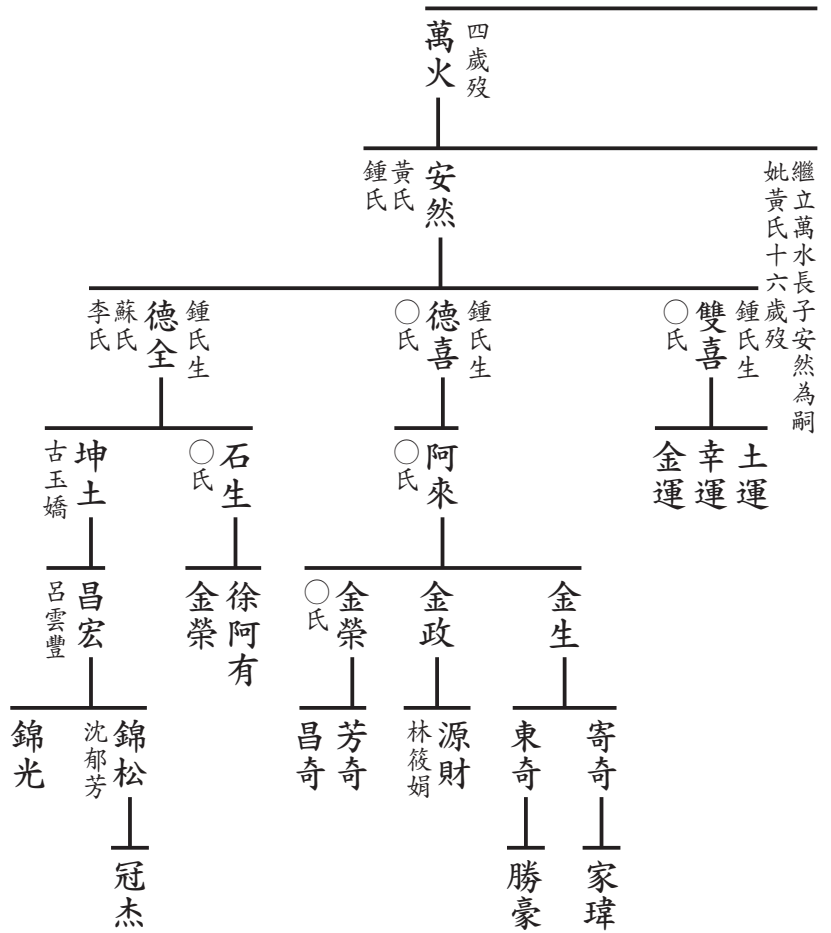 四歲歿
萬火
繼立萬水長子安然為嗣
妣黃氏十六歲歿
安然
黃氏
鍾氏
鍾氏生
雙喜
○氏
鍾氏生
德喜
○氏
鍾氏生
德全
蘇氏
李氏
土運
幸運
金運
阿來
○氏
石生
○氏
坤土
古玉嬌
金生
金政
金榮
○氏
徐阿有
金榮
昌宏
呂雲豐
寄奇
東奇
源財
林筱娟
芳奇
昌奇
錦松
沈郁芳
錦光
家瑋
勝豪
冠杰